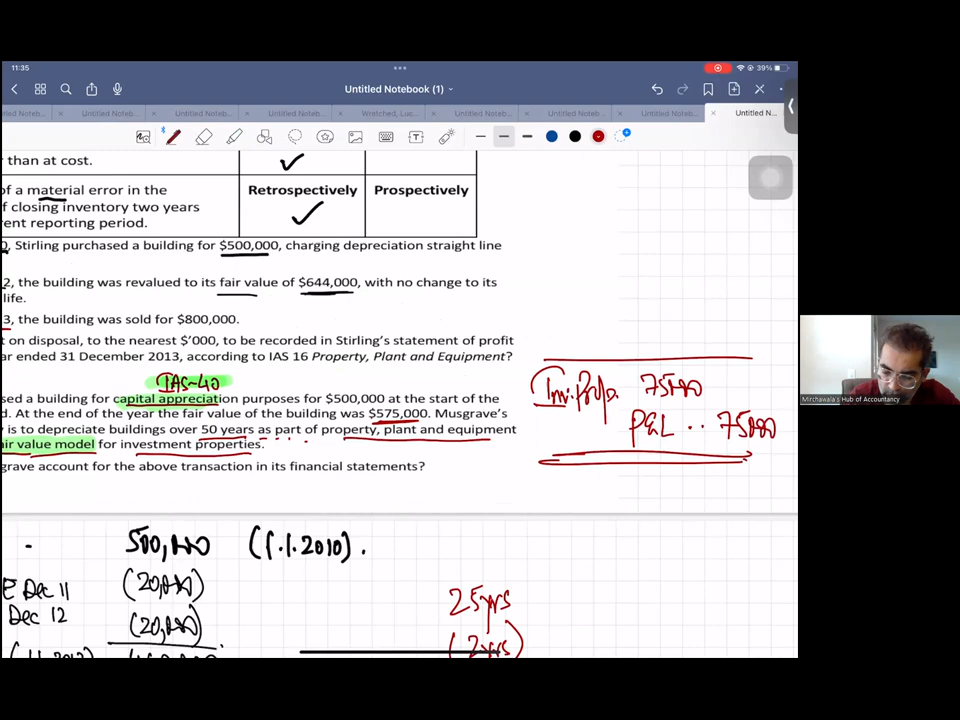 11:35
39%
Untitled Notebook (1)
Untitled Noteb... Untitled Noteb... Untitled Noteb... Wretched, Luc... Untitled Noteb... Untitled Noteb... Untitled N...
than at cost.
of a material error in the Retrospectively Prospectively
of closing inventory two years
ent reporting period.
0, Stirling purchased a building for $500,000, charging depreciation straight line
2, the building was revalued to its fair value of $644,000, with no change to its
life.
3, the building was sold for $800,000.
t on disposal, to the nearest $'000, to be recorded in Stirling's statement of profit
ar ended 31 December 2013, according to IAS 16 Property, Plant and Equipment?
IAS-40
sed a building for capital appreciation purposes for $500,000 at the start of the
d. At the end of the year the fair value of the building was $575,000. Musgrave's
y is to depreciate buildings over 50 years as part of property, plant and equipment
air value model for investment properties.
grave account for the above transaction in its financial statements?
Inv. Prop. 75000
P&L .. 75000
- 500,000 (1.1.2010).
Dec 11 (20,000)
Dec 12 (20,000)
25yrs
(2yrs)
Mirchawala's Hub of Accountancy